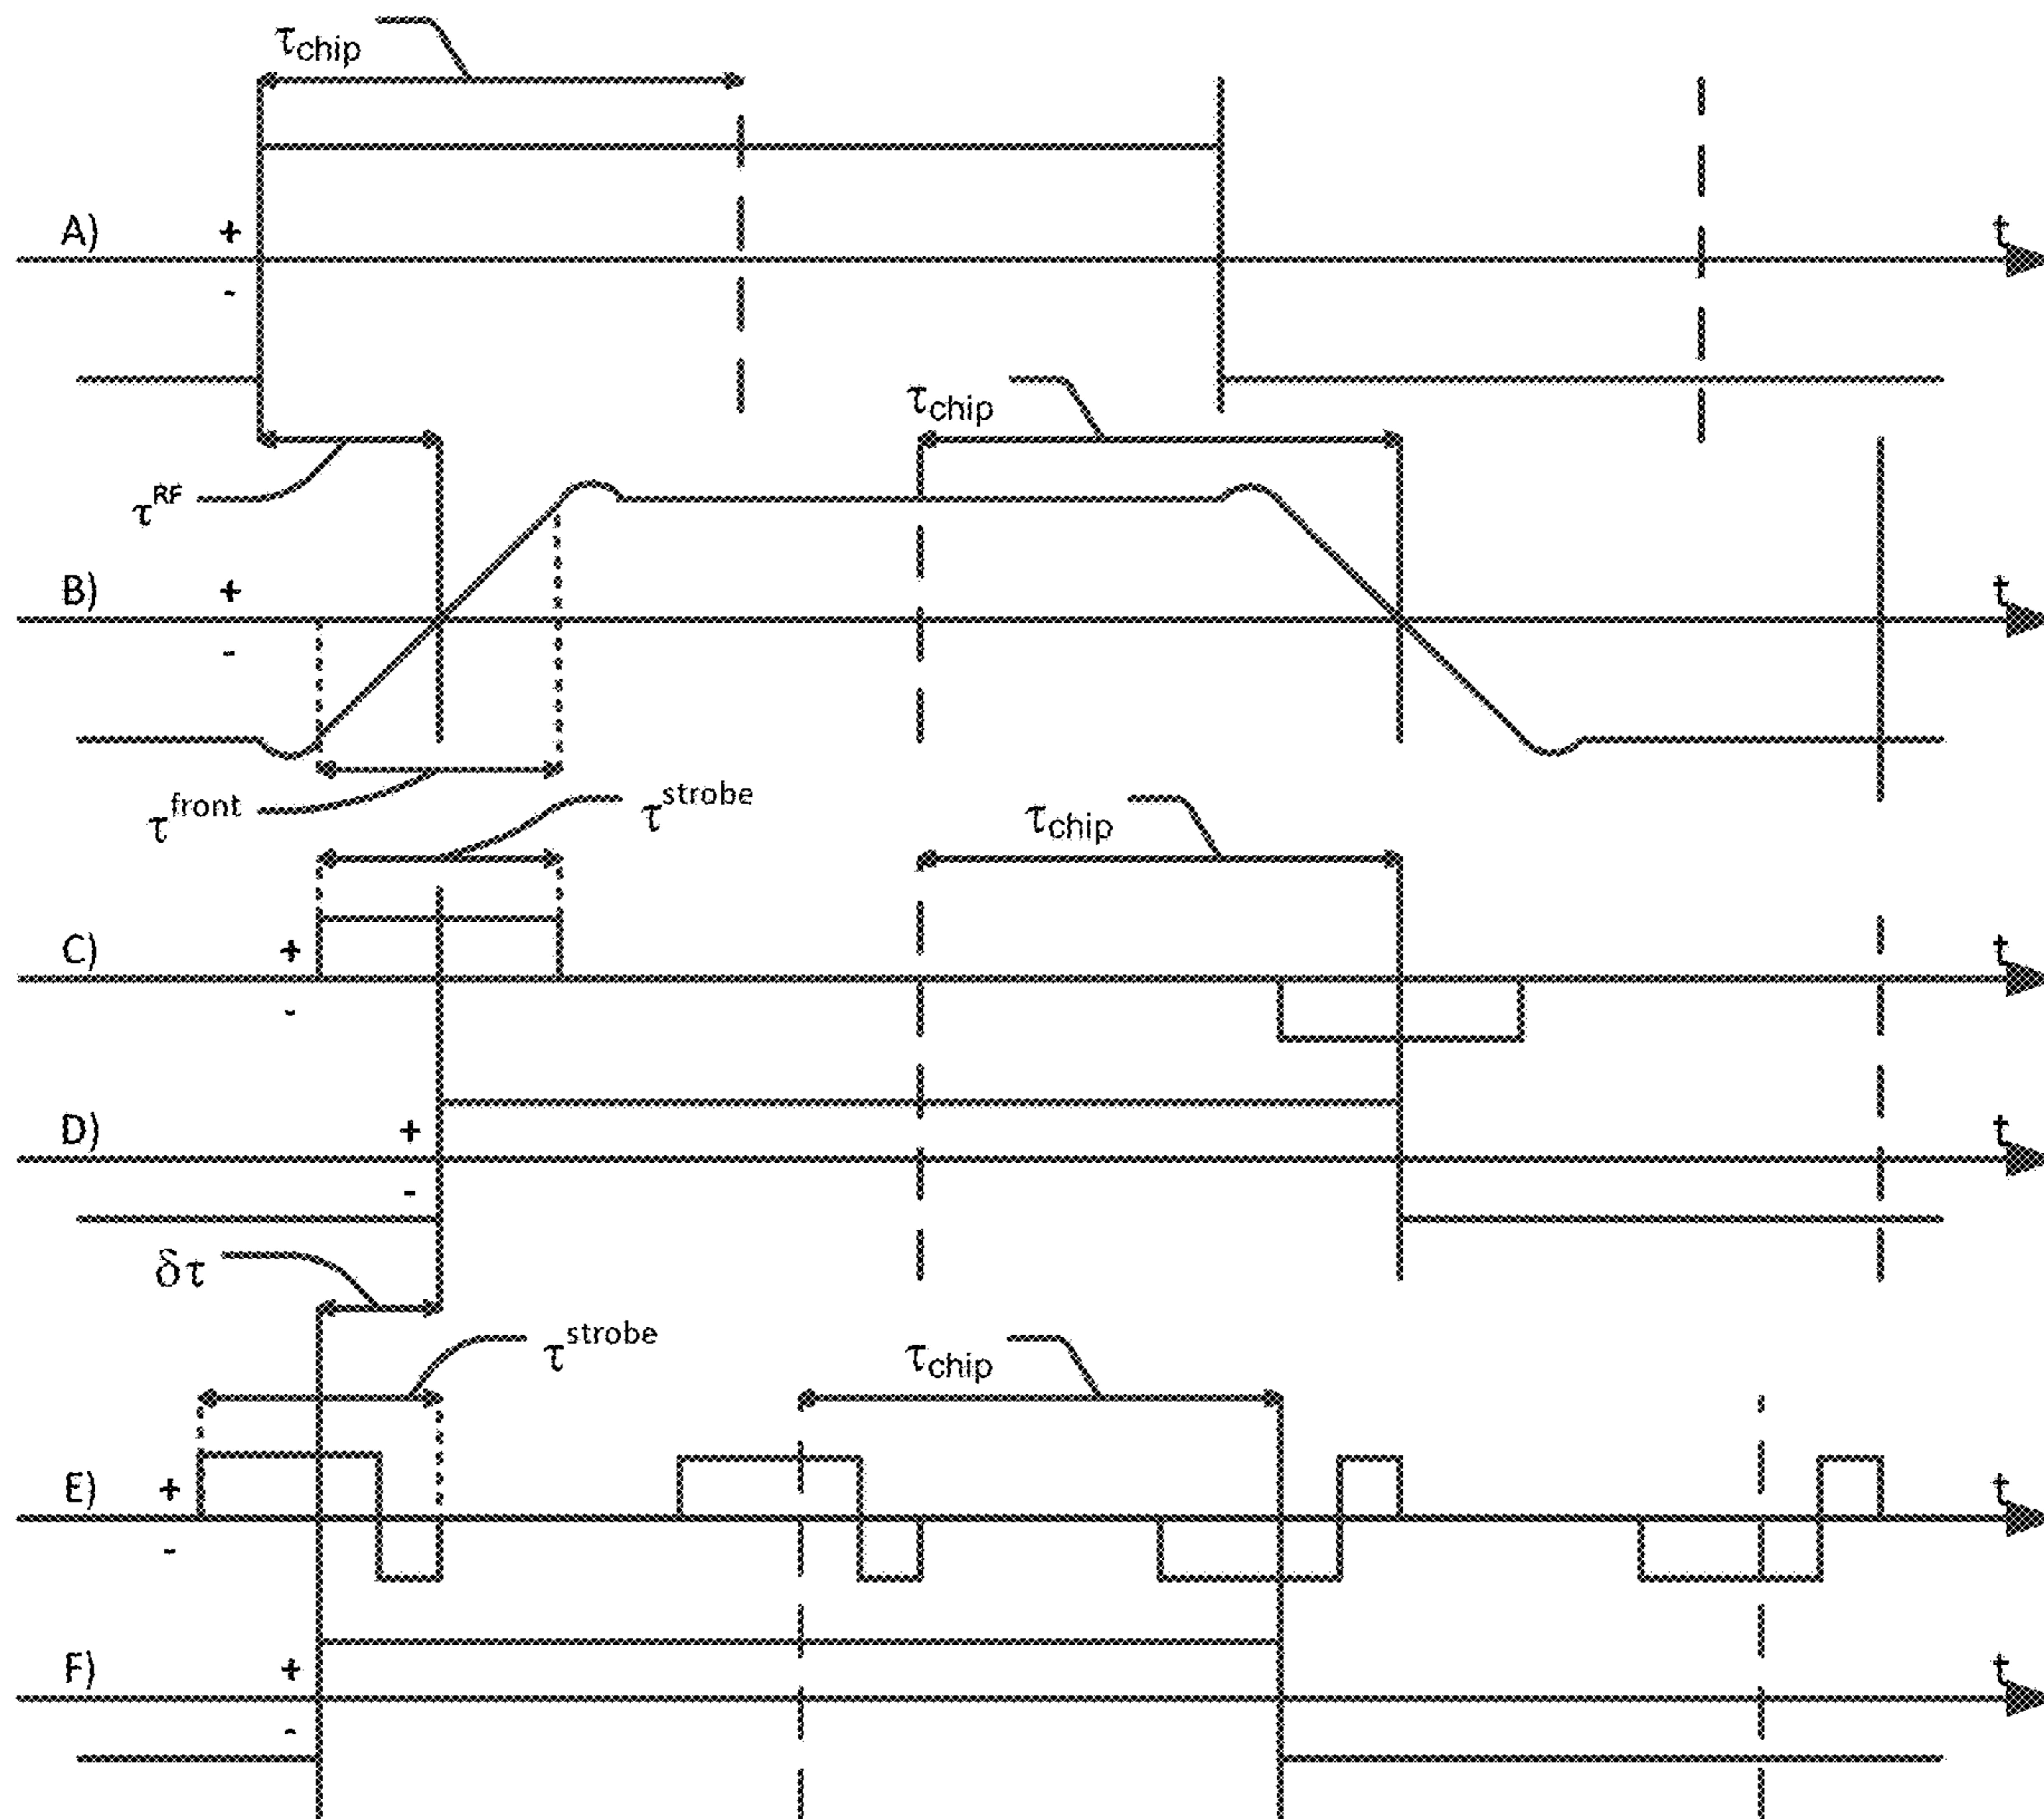 τchip
A) + t
-
τchip
τRF
B) + t
-
τfront
τstrobe
τchip
C) + t
-
D) + t
-
δτ
τstrobe
τchip
E) + t
-
F) + t
-